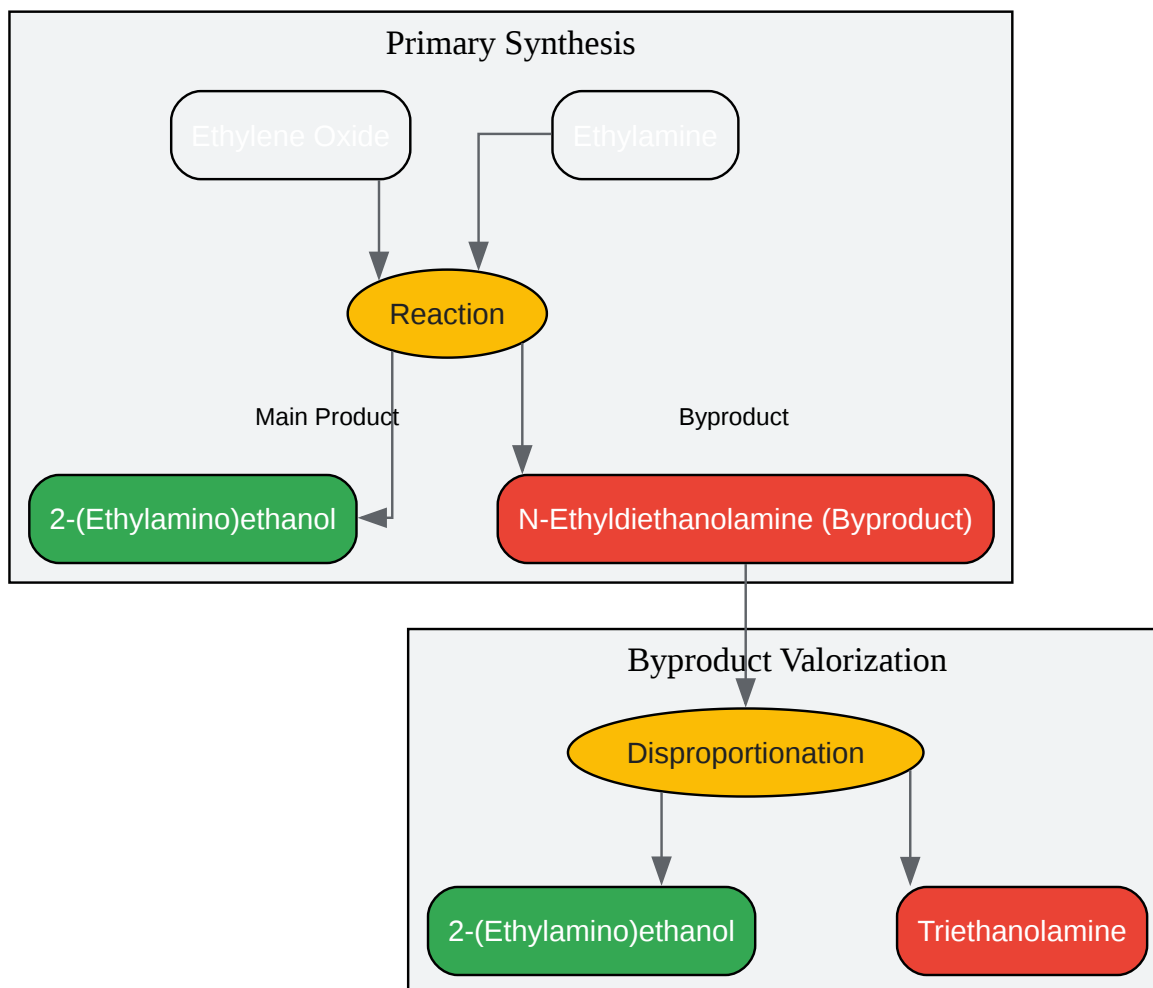 Primary Synthesis
Ethylene Oxide
Ethylamine
Reaction
Main Product
Byproduct
2-(Ethylamino)ethanol
N-Ethyldiethanolamine (Byproduct)
Byproduct Valorization
Disproportionation
2-(Ethylamino)ethanol
Triethanolamine